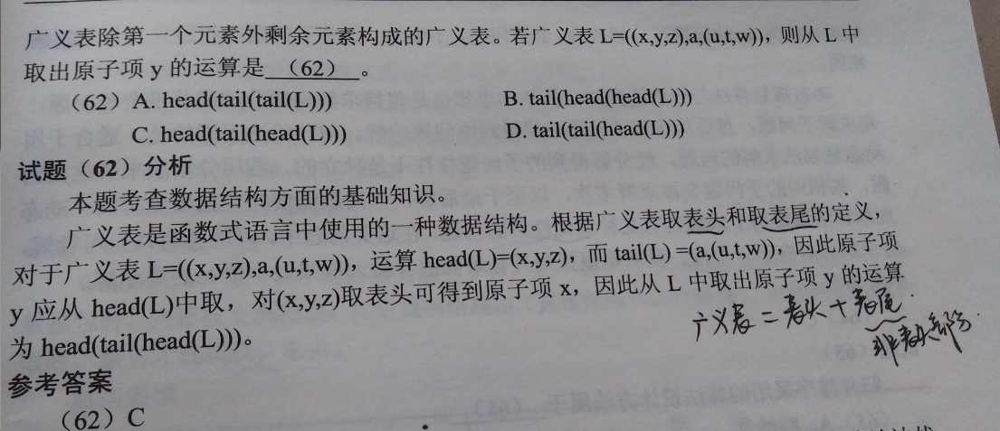 广义表除第一个元素外剩余元素构成的广义表。若广义表 L=((x,y,z),a,(u,t,w)),则从 L 中
取出原子项 y 的运算是 (62) 。
(62)A. head(tail(tail(L))) B. tail(head(head(L)))
C. head(tail(head(L))) D. tail(tail(head(L)))
试题(62)分析
本题考查数据结构方面的基础知识。
广义表是函数式语言中使用的一种数据结构。根据广义表取表头和取表尾的定义,
对于广义表 L=((x,y,z),a,(u,t,w)),运算 head(L)=(x,y,z),而 tail(L) =(a,(u,t,w)),因此原子项
y 应从 head(L)中取,对(x,y,z)取表头可得到原子项 x,因此从 L 中取出原子项 y 的运算
为 head(tail(head(L)))。
广义表 = 表头 + 表尾.
非表头部分.
参考答案
(62)C